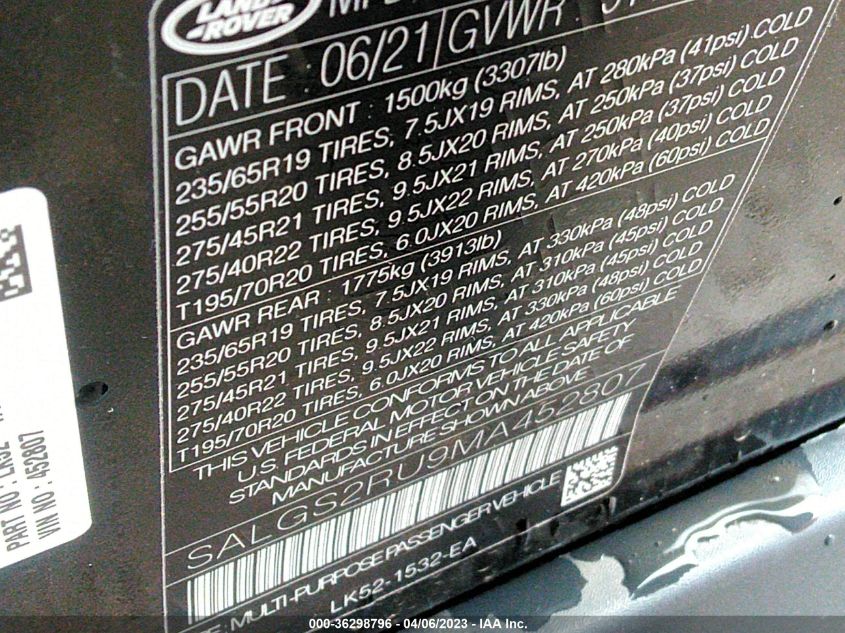 LAND
ROVER
DATE : 06/21 GVWR :
GAWR FRONT : 1500kg (3307lb)
235/65R19 TIRES, 7.5JX19 RIMS, AT 280kPa (41psi) COLD
255/55R20 TIRES, 8.5JX20 RIMS, AT 250kPa (37psi) COLD
275/45R21 TIRES, 9.5JX21 RIMS, AT 250kPa (37psi) COLD
275/40R22 TIRES, 9.5JX22 RIMS, AT 270kPa (40psi) COLD
T195/70R20 TIRES, 6.0JX20 RIMS, AT 420kPa (60psi) COLD
GAWR REAR : 1775kg (3913lb)
235/65R19 TIRES, 7.5JX19 RIMS, AT 330kPa (48psi) COLD
255/55R20 TIRES, 8.5JX20 RIMS, AT 310kPa (45psi) COLD
275/45R21 TIRES, 9.5JX21 RIMS, AT 310kPa (45psi) COLD
275/40R22 TIRES, 9.5JX22 RIMS, AT 330kPa (48psi) COLD
T195/70R20 TIRES, 6.0JX20 RIMS, AT 420kPa (60psi) COLD
THIS VEHICLE CONFORMS TO ALL APPLICABLE
U.S. FEDERAL MOTOR VEHICLE SAFETY
STANDARDS IN EFFECT ON THE DATE OF
MANUFACTURE SHOWN ABOVE
SALGS2RU9MA452807
MULTI-PURPOSE PASSENGER VEHICLE
LK52-1532-EA
PART NO : LK52
VIN NO : 452807
000-36298796 - 04/06/2023 - IAA Inc.